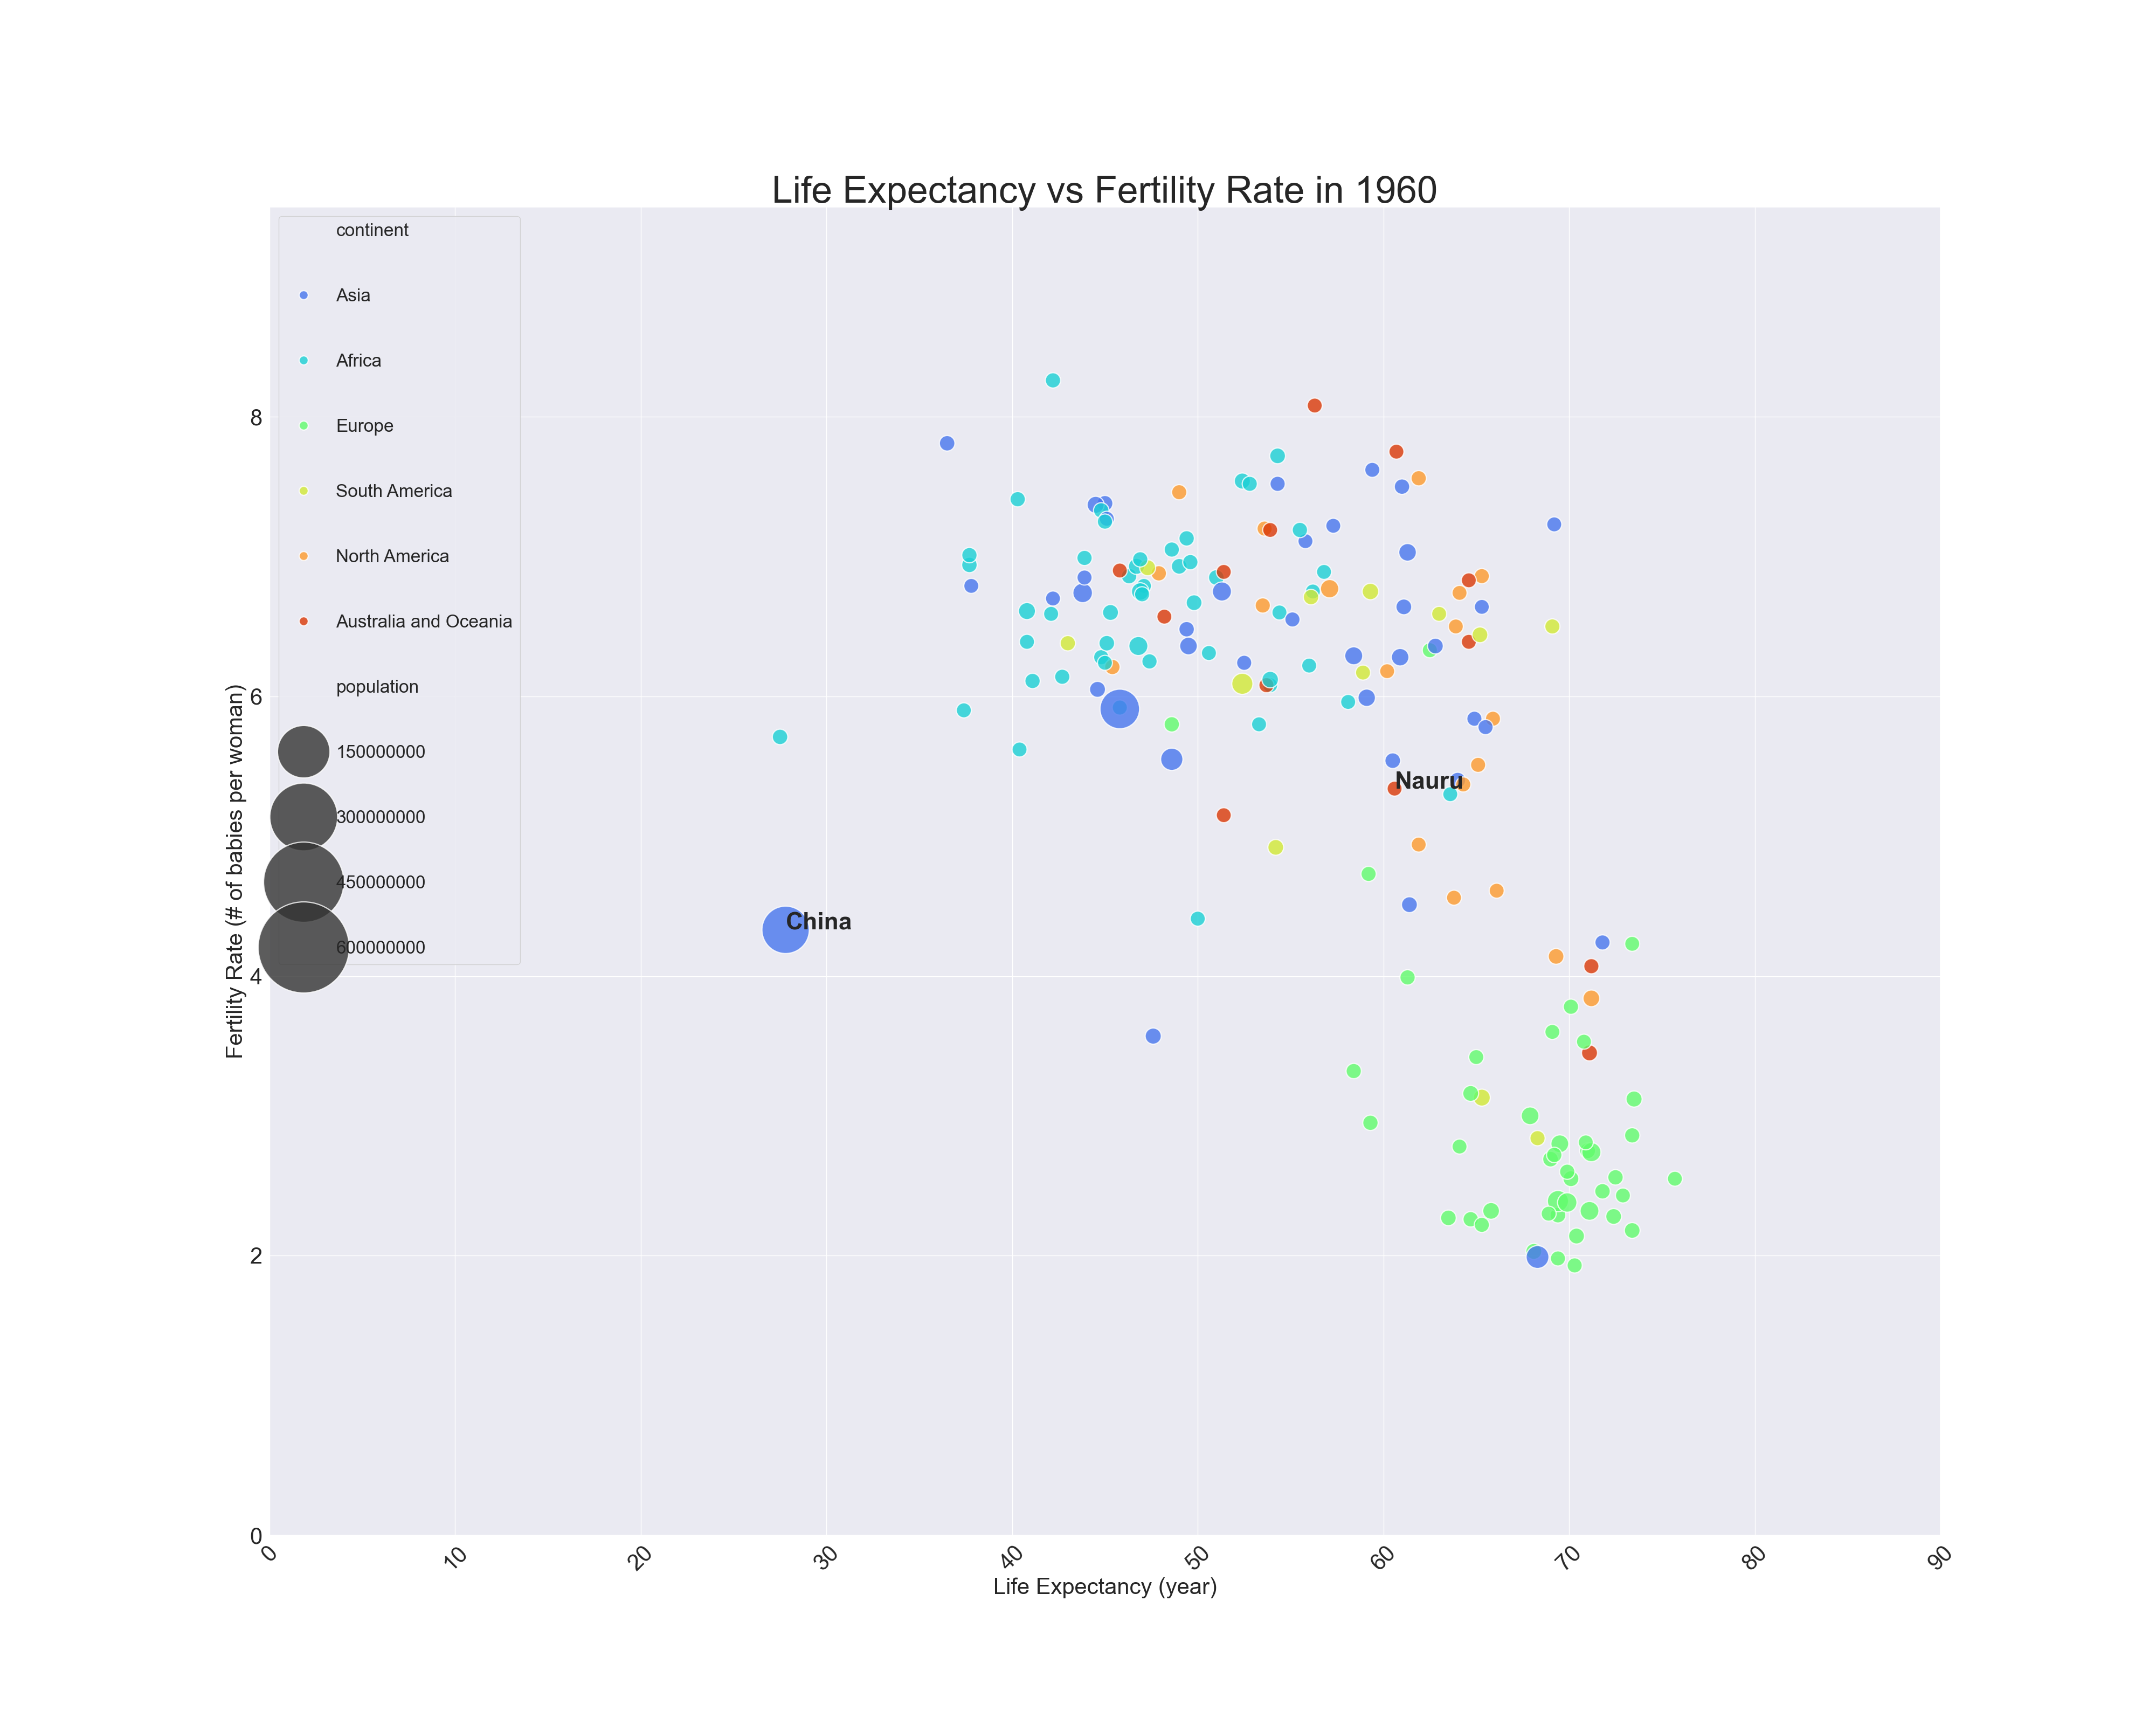 Life Expectancy vs Fertility Rate in 1960
continent
Asia
Africa
Europe
South America
North America
Australia and Oceania
population
150000000
300000000
450000000
600000000
Fertility Rate (# of babies per woman)
8
6
4
2
0
Nauru
China
0
10
20
30
40
50
60
70
80
90
Life Expectancy (year)